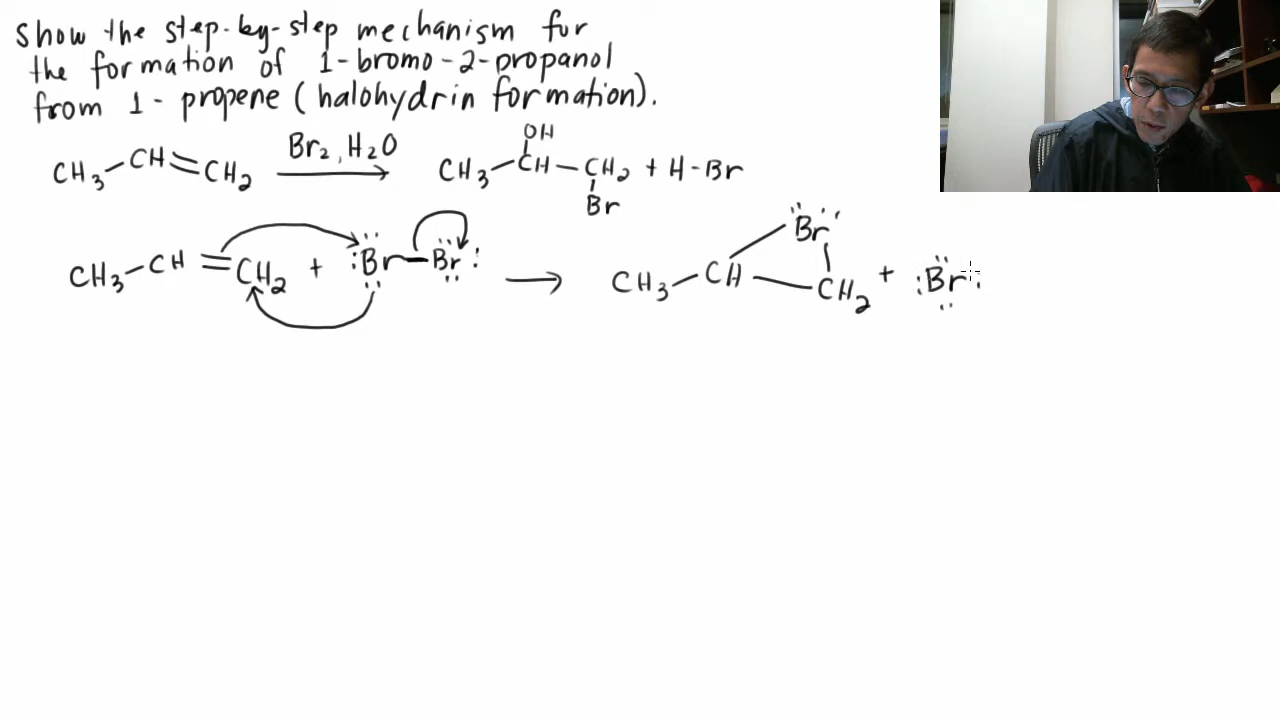 show the step-by-step mechanism for
the formation of 1-bromo-2-propanol
from 1-propene (halohydrin formation).
OH
CH3-CH=CH2 Br2, H2O → CH3-CH-CH2 + H-Br
Br
CH3-CH=CH2 + :Br-Br: → CH3-CH-CH2 + :Br:
Br